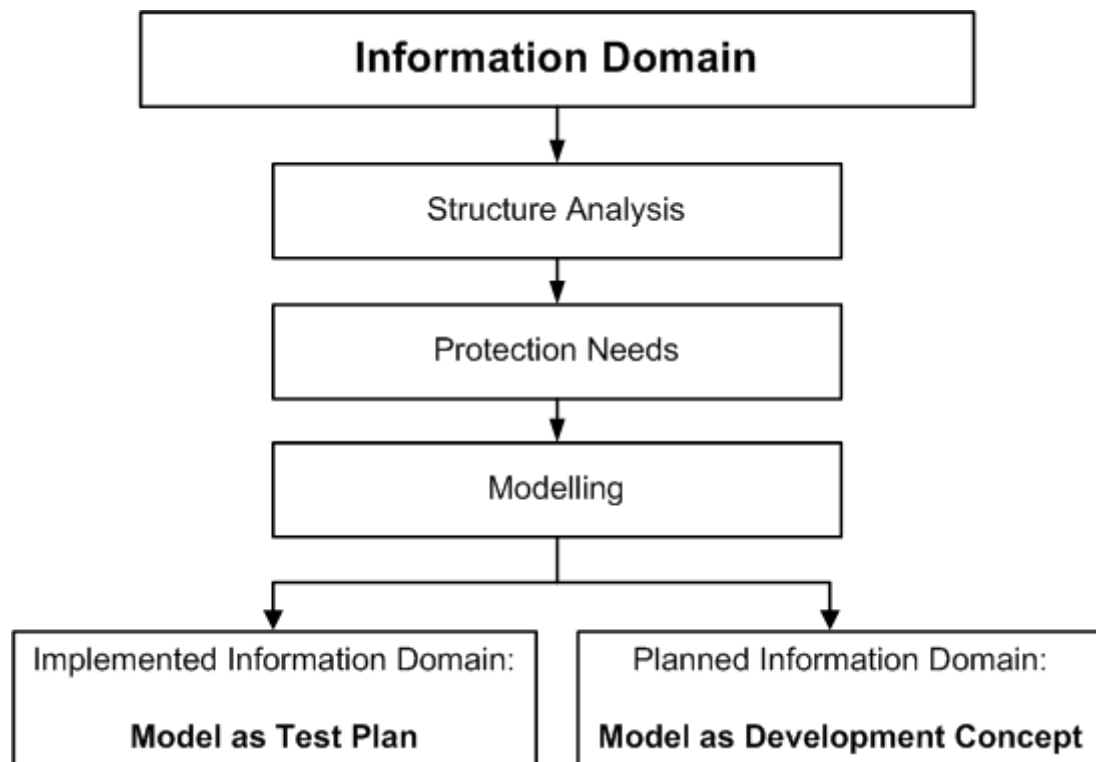 Information Domain
Structure Analysis
Protection Needs
Modelling
Implemented Information Domain:
Model as Test Plan
Planned Information Domain:
Model as Development Concept